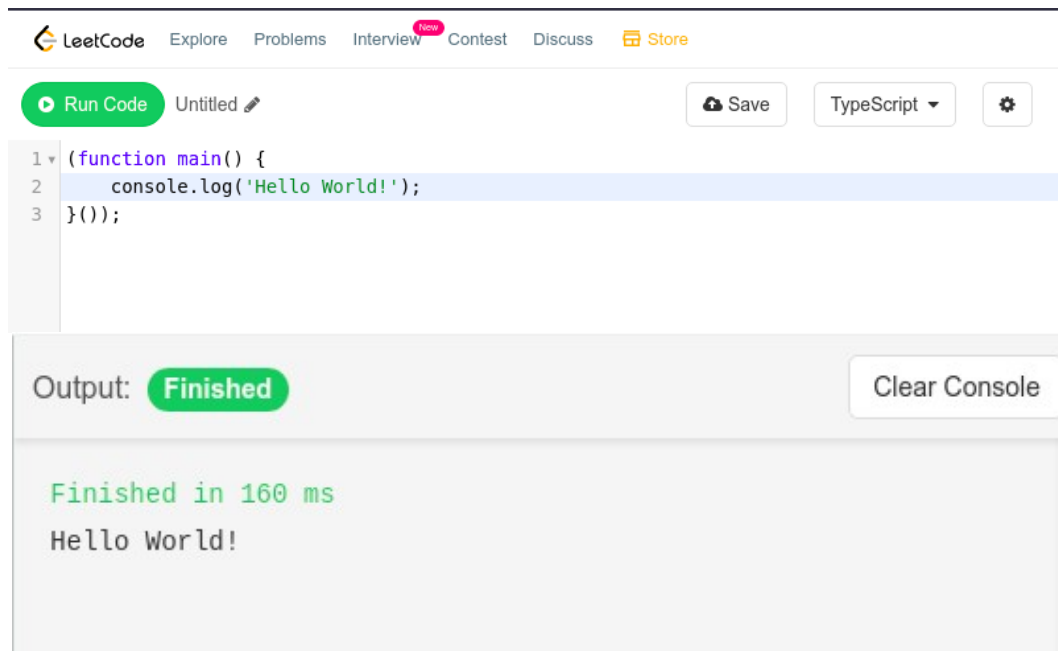 LeetCode Explore Problems Interview New Contest Discuss Store
Run Code Untitled Save TypeScript
1 (function main() {
2     console.log('Hello World!');
3 }());
Output: Finished Clear Console
Finished in 160 ms
Hello World!